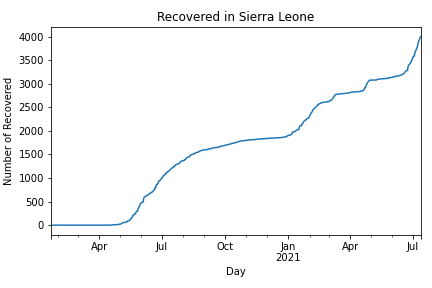 Recovered in Sierra Leone
Number of Recovered
4000
3500
3000
2500
2000
1500
1000
500
0
Apr
Jul
Oct
Jan
2021
Apr
Jul
Day